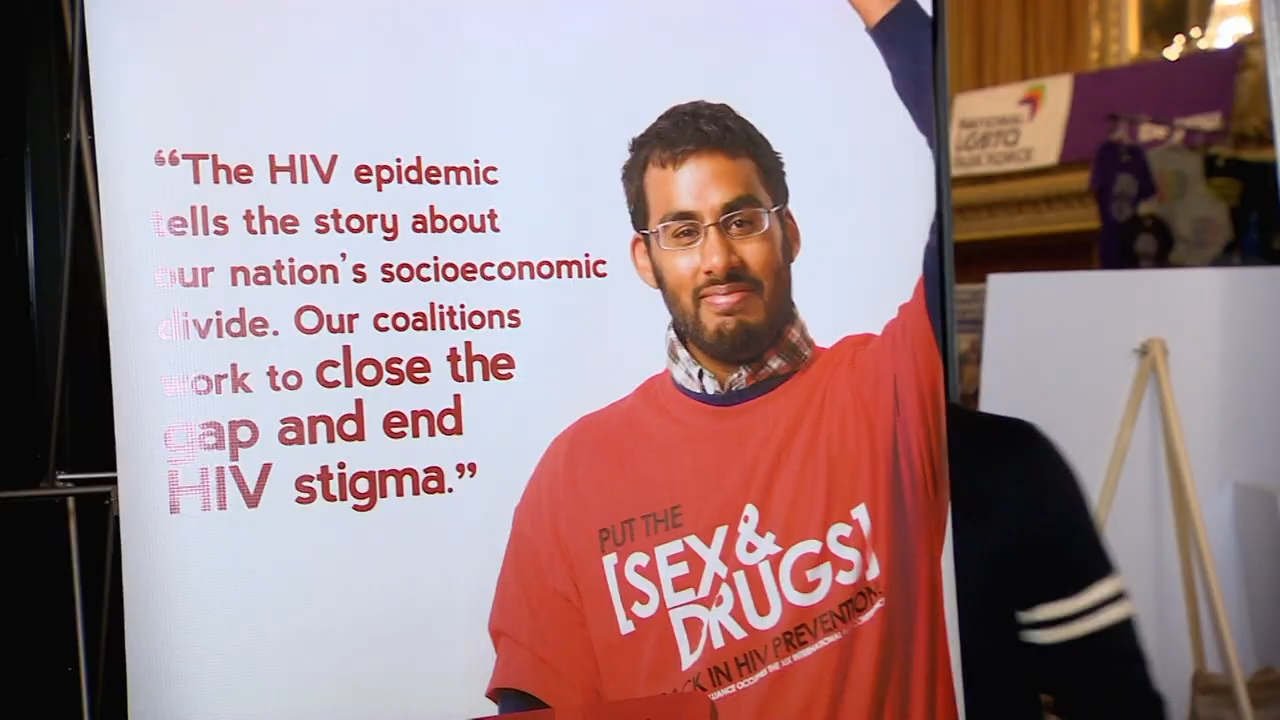 “The HIV epidemic
tells the story about
our nation’s socioeconomic
divide. Our coalitions
work to close the
gap and end
HIV stigma.”
PUT THE
[SEX &
DRUGS]
IN HIV PREVENTION!
NATIONAL
LGBTQ
TASK FORCE